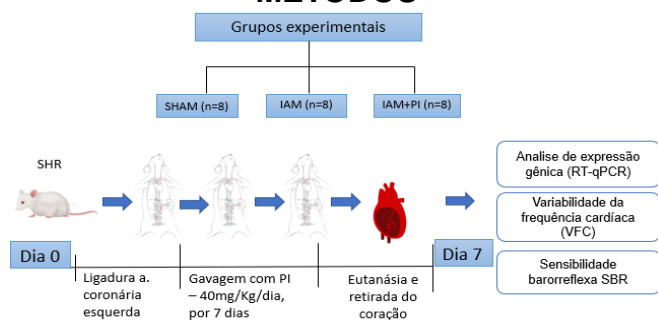 MÉTODOS
Grupos experimentais
SHAM (n=8)
IAM (n=8)
IAM+PI (n=8)
SHR
Dia 0
Ligadura a.
coronária
esquerda
Gavagem com PI
– 40mg/Kg/dia,
por 7 dias
Eutanásia e
retirada do
coração
Dia 7
Analise de expressão
gênica (RT-qPCR)
Variabilidade da
frequência cardíaca
(VFC)
Sensibilidade
barorreflexa SBR